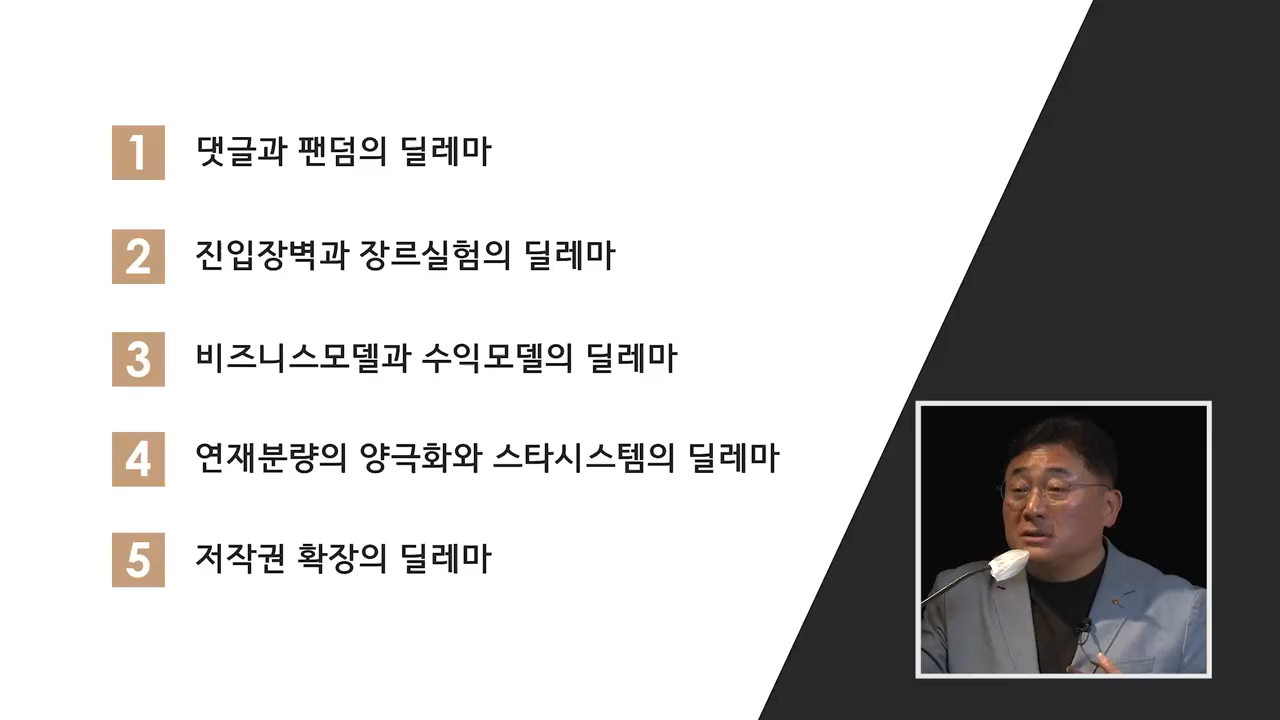 1 댓글과 팬덤의 딜레마
2 진입장벽과 장르실험의 딜레마
3 비즈니스모델과 수익모델의 딜레마
4 연재분량의 양극화와 스타시스템의 딜레마
5 저작권 확장의 딜레마